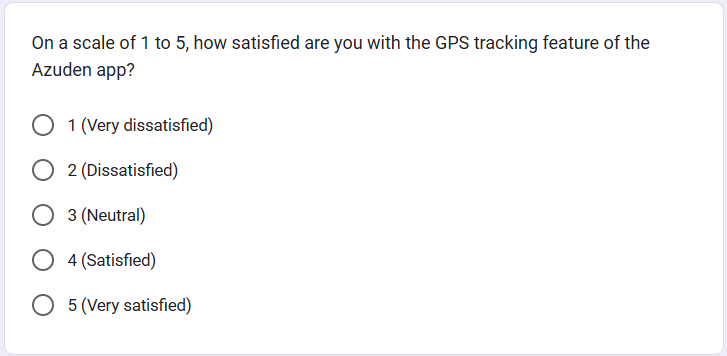 On a scale of 1 to 5, how satisfied are you with the GPS tracking feature of the
Azuden app?
1 (Very dissatisfied)
2 (Dissatisfied)
3 (Neutral)
4 (Satisfied)
5 (Very satisfied)